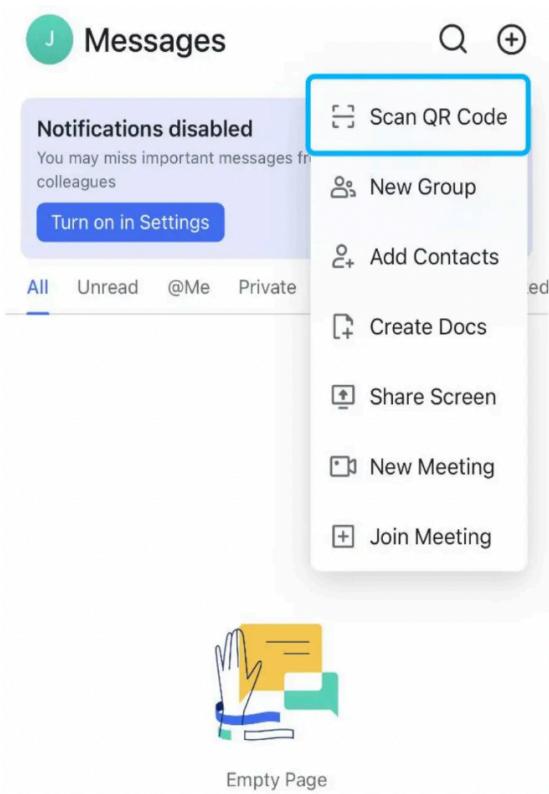 J Messages
Scan QR Code
Notifications disabled
You may miss important messages
colleagues
Turn on in Settings
New Group
Add Contacts
All Unread @Me Private
Create Docs
Share Screen
New Meeting
Join Meeting
Empty Page